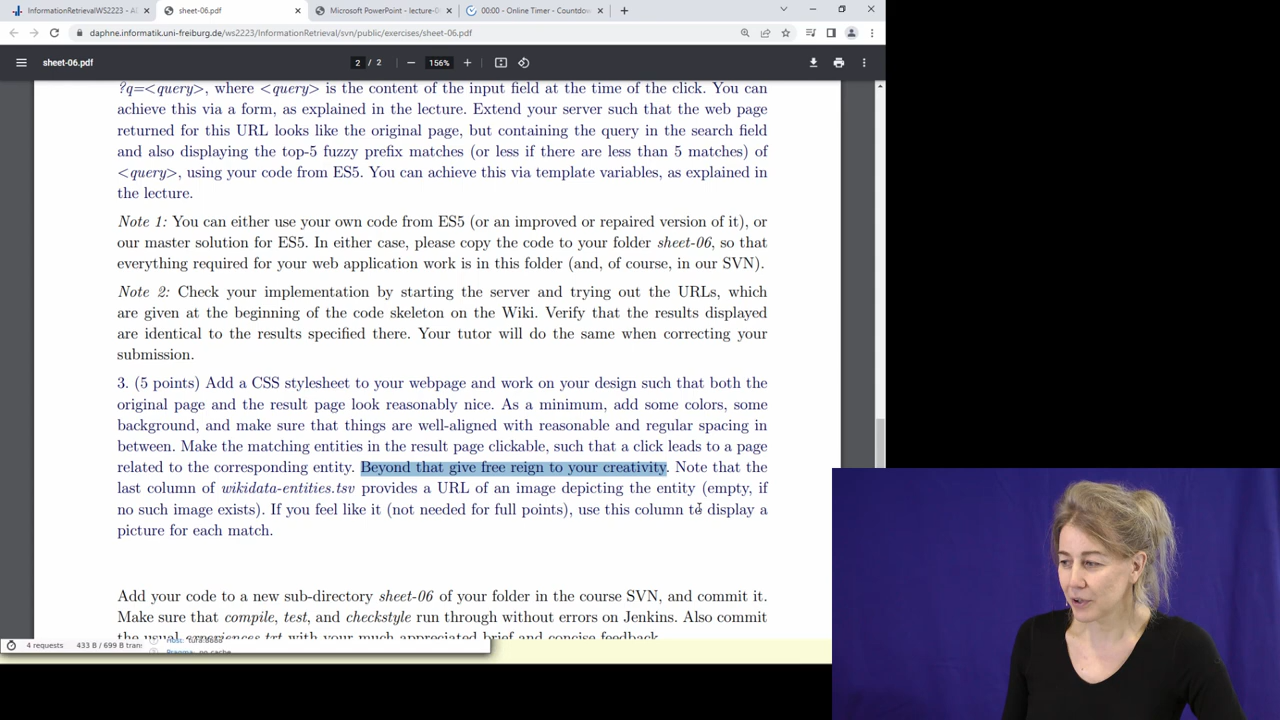 InformationRetrievalWS2223 - A
sheet-06.pdf
Microsoft PowerPoint - lecture-0
00:00 - Online Timer - Countdow
daphne.informatik.uni-freiburg.de/ws2223/InformationRetrieval/svn/public/exercises/sheet-06.pdf
sheet-06.pdf
2 / 2
156%
?q=<query>, where <query> is the content of the input field at the time of the click. You can
achieve this via a form, as explained in the lecture. Extend your server such that the web page
returned for this URL looks like the original page, but containing the query in the search field
and also displaying the top-5 fuzzy prefix matches (or less if there are less than 5 matches) of
<query>, using your code from ES5. You can achieve this via template variables, as explained in
the lecture.
Note 1: You can either use your own code from ES5 (or an improved or repaired version of it), or
our master solution for ES5. In either case, please copy the code to your folder sheet-06, so that
everything required for your web application work is in this folder (and, of course, in our SVN).
Note 2: Check your implementation by starting the server and trying out the URLs, which
are given at the beginning of the code skeleton on the Wiki. Verify that the results displayed
are identical to the results specified there. Your tutor will do the same when correcting your
submission.
3. (5 points) Add a CSS stylesheet to your webpage and work on your design such that both the
original page and the result page look reasonably nice. As a minimum, add some colors, some
background, and make sure that things are well-aligned with reasonable and regular spacing in
between. Make the matching entities in the result page clickable, such that a click leads to a page
related to the corresponding entity. Beyond that give free reign to your creativity. Note that the
last column of wikidata-entities.tsv provides a URL of an image depicting the entity (empty, if
no such image exists). If you feel like it (not needed for full points), use this column to display a
picture for each match.
Add your code to a new sub-directory sheet-06 of your folder in the course SVN, and commit it.
Make sure that compile, test, and checkstyle run through without errors on Jenkins. Also commit
the usual experiences.txt with your much appreciated brief and concise feedback.
4 requests 433 B / 699 B tran
Pragma: no-cache